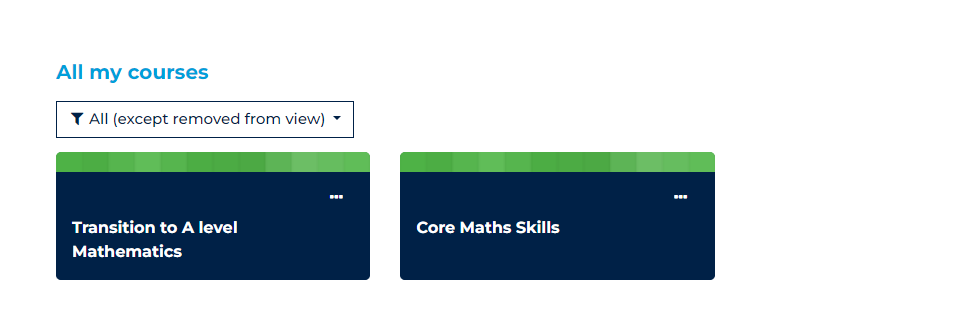 All my courses
All (except removed from view)
Transition to A level
Mathematics
Core Maths Skills